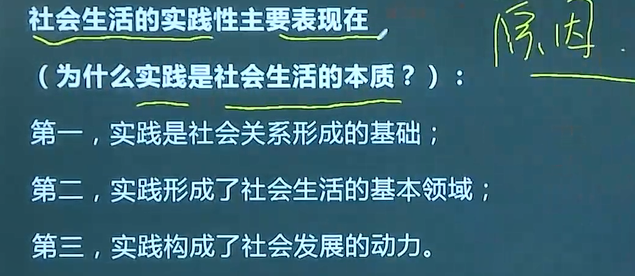 社会生活的实践性主要表现在
原因.
（为什么实践是社会生活的本质？）：
第一，实践是社会关系形成的基础；
第二，实践形成了社会生活的基本领域；
第三，实践构成了社会发展的动力。